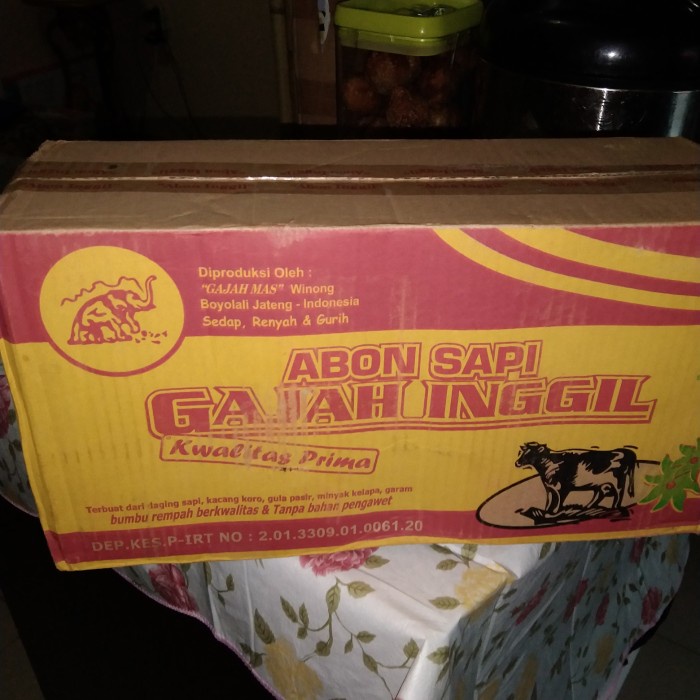 Diproduksi Oleh :
"GAJAH MAS" Winong
Boyolali Jateng - Indonesia
Sedap, Renyah & Gurih
ABON SAPI
GAJAH INGGIL
Kwalitas Prima
Terbuat dari daging sapi, kacang koro, gula pasir, minyak kelapa, garam
bumbu rempah berkwalitas & Tanpa bahan pengawet
DEP.KES.P-IRT NO : 2.01.3309.01.0061.20